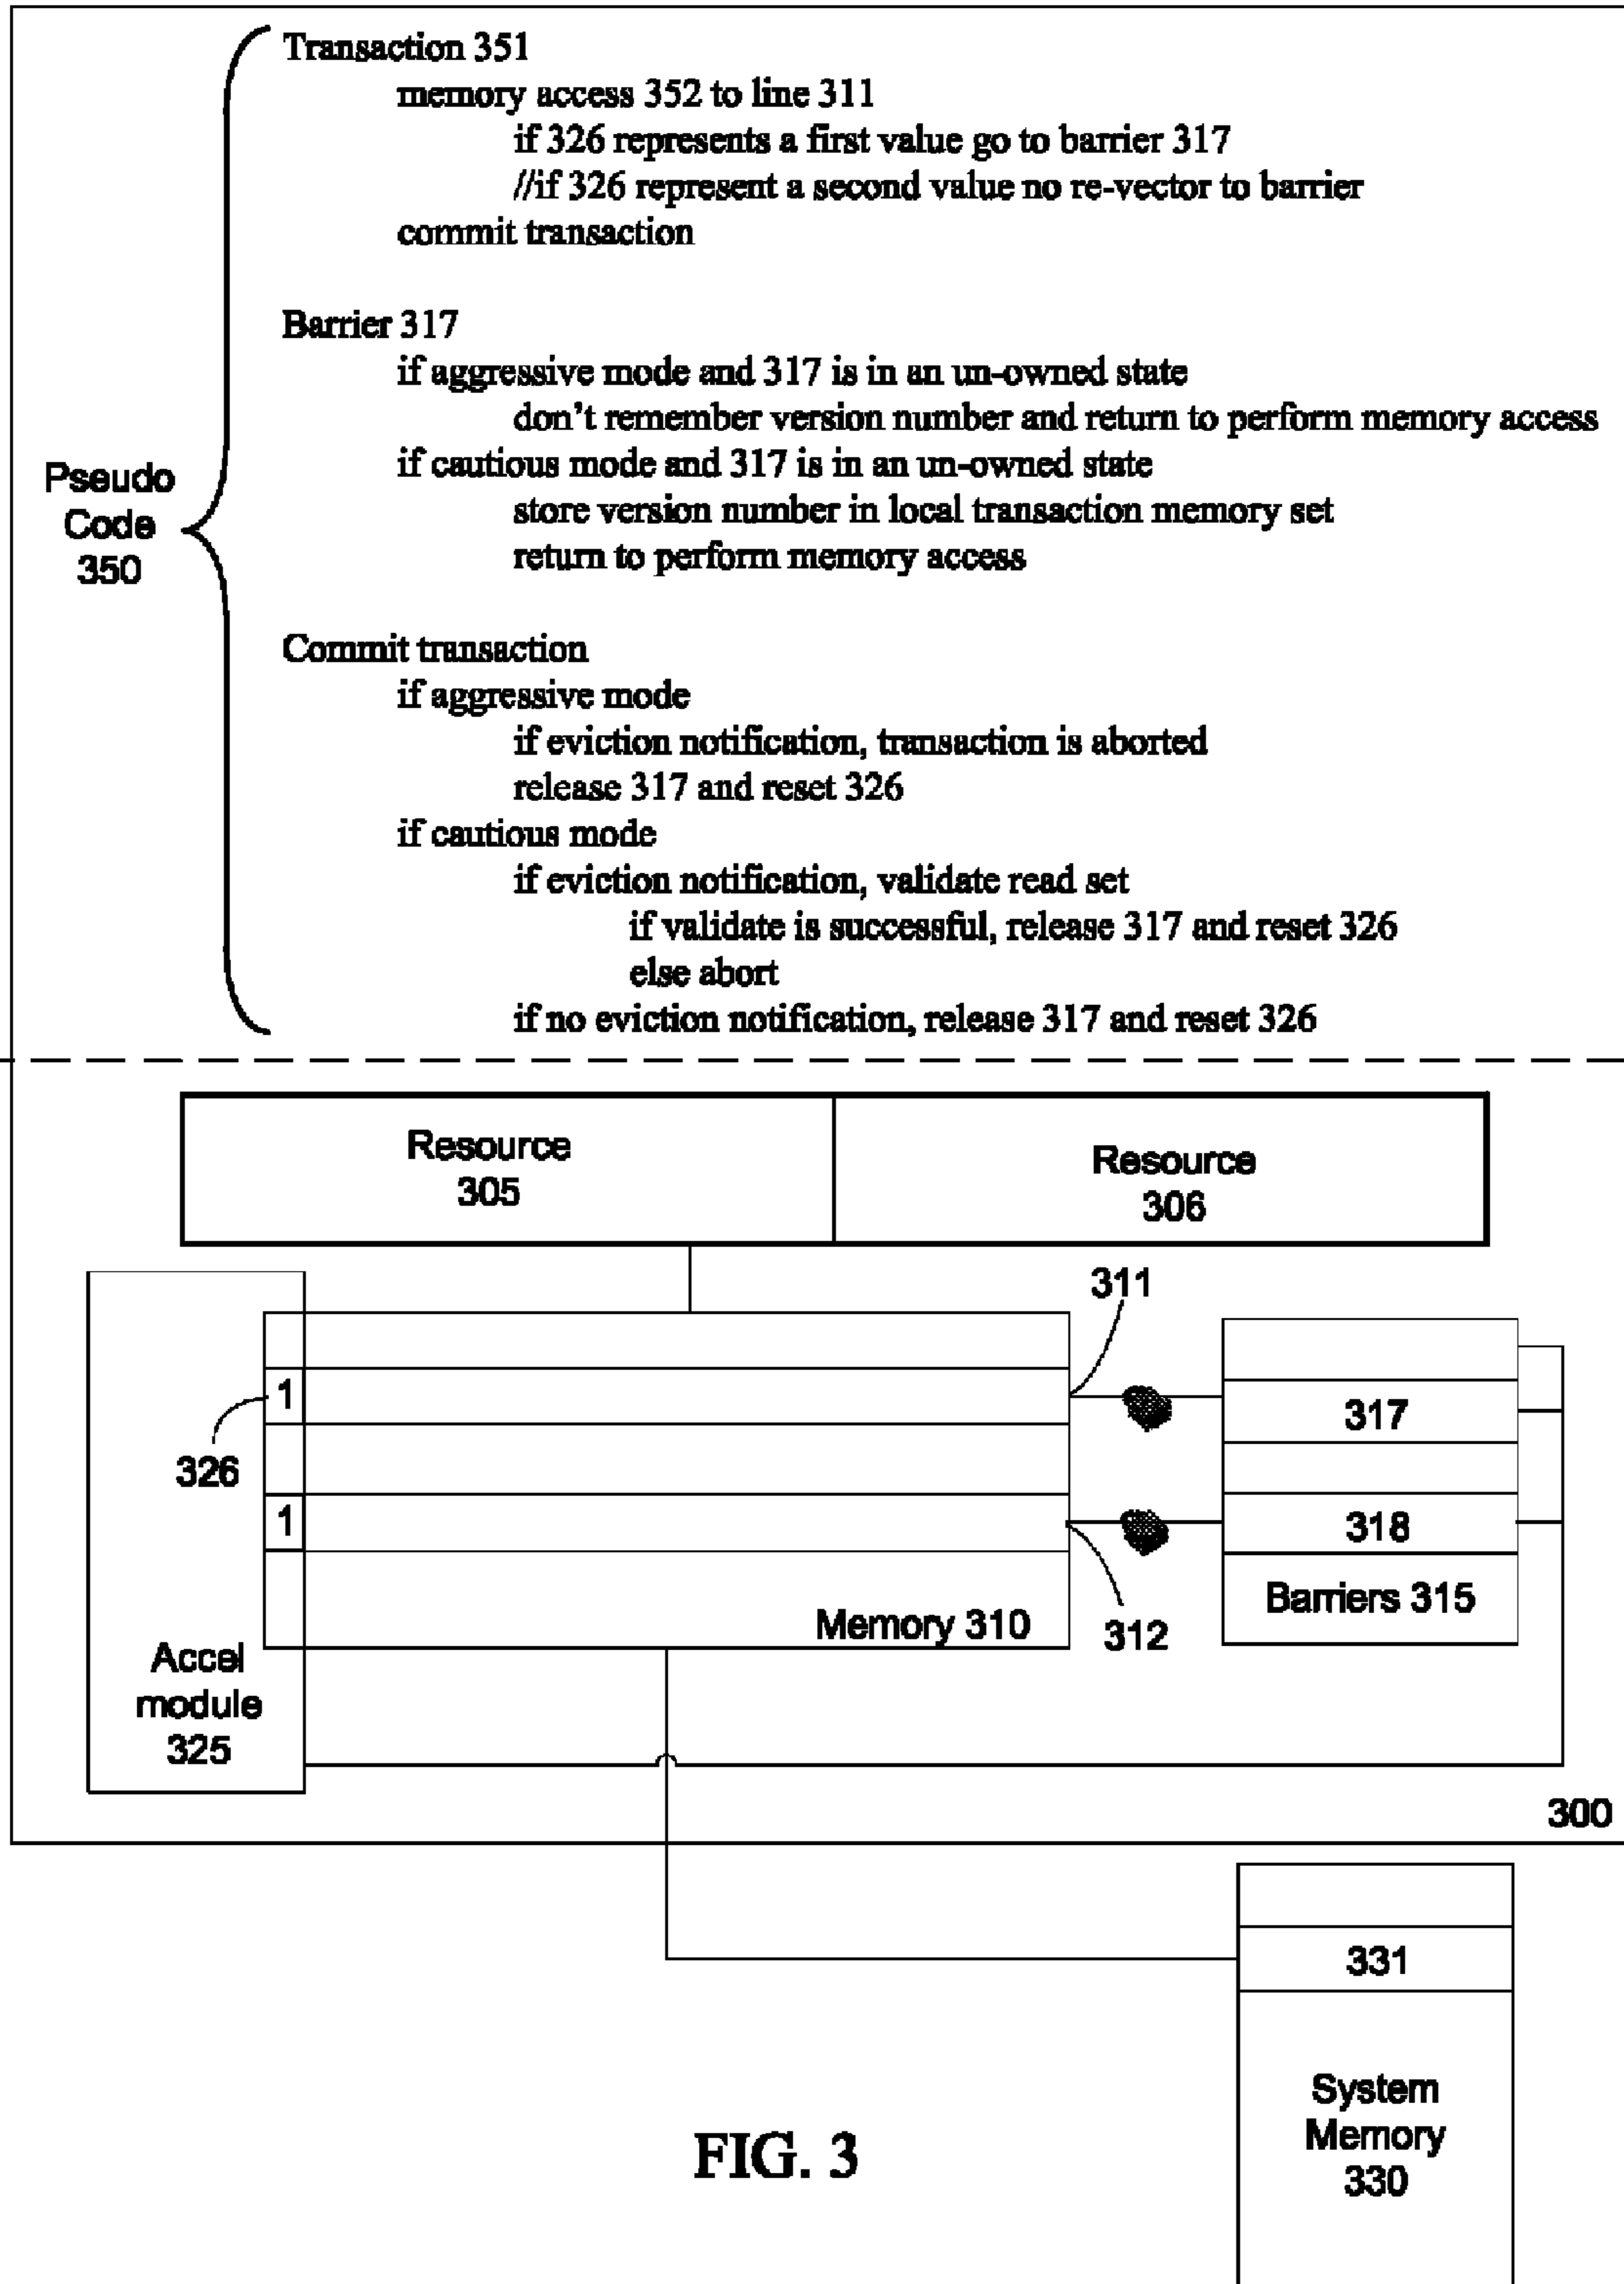 Transaction 351
memory access 352 to line 311
if 326 represents a first value go to barrier 317
//if 326 represent a second value no re-vector to barrier
commit transaction
Barrier 317
if aggressive mode and 317 is in an un-owned state
don't remember version number and return to perform memory access
if cautious mode and 317 is in an un-owned state
store version number in local transaction memory set
return to perform memory access
Pseudo
Code
350
Commit transaction
if aggressive mode
if eviction notification, transaction is aborted
release 317 and reset 326
if cautious mode
if eviction notification, validate read set
if validate is successful, release 317 and reset 326
else abort
if no eviction notification, release 317 and reset 326
Resource
305
Resource
306
311
1
317
326
1
318
Barriers 315
Memory 310
312
Accel
module
325
300
331
System
Memory
330
FIG. 3